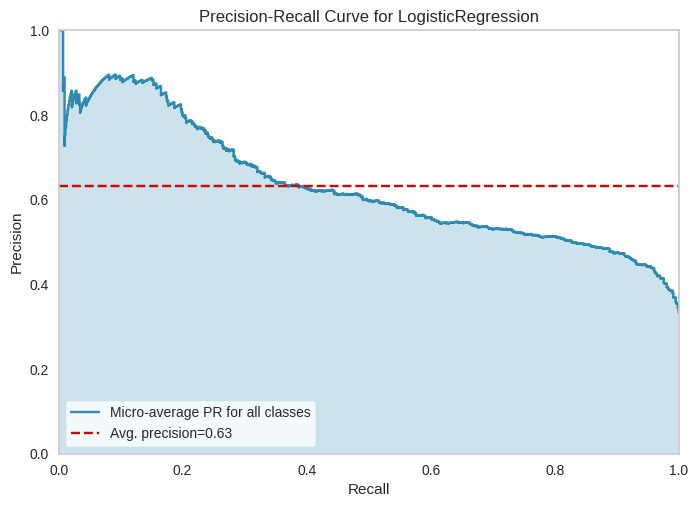 Precision-Recall Curve for LogisticRegression
1.0
0.8
0.6
0.4
0.2
0.0
Precision
Micro-average PR for all classes
Avg. precision=0.63
0.0 0.2 0.4 0.6 0.8 1.0
Recall